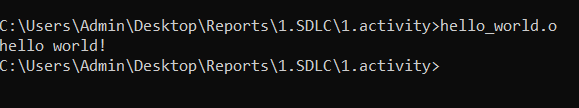 C:\Users\Admin\Desktop\Reports\1.SDLC\1.activity>hello_world.o
hello world!
C:\Users\Admin\Desktop\Reports\1.SDLC\1.activity>